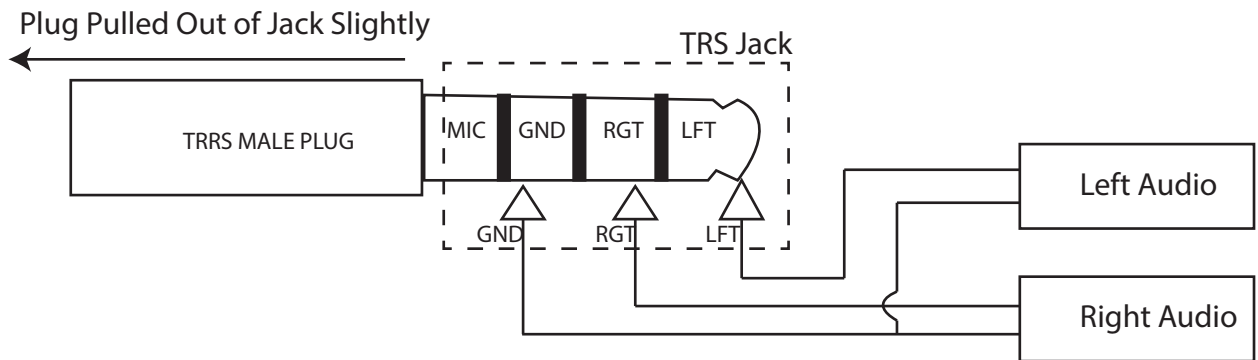 Plug Pulled Out of Jack Slightly
TRS Jack
TRRS MALE PLUG
MIC GND RGT LFT
GND RGT LFT
Left Audio
Right Audio